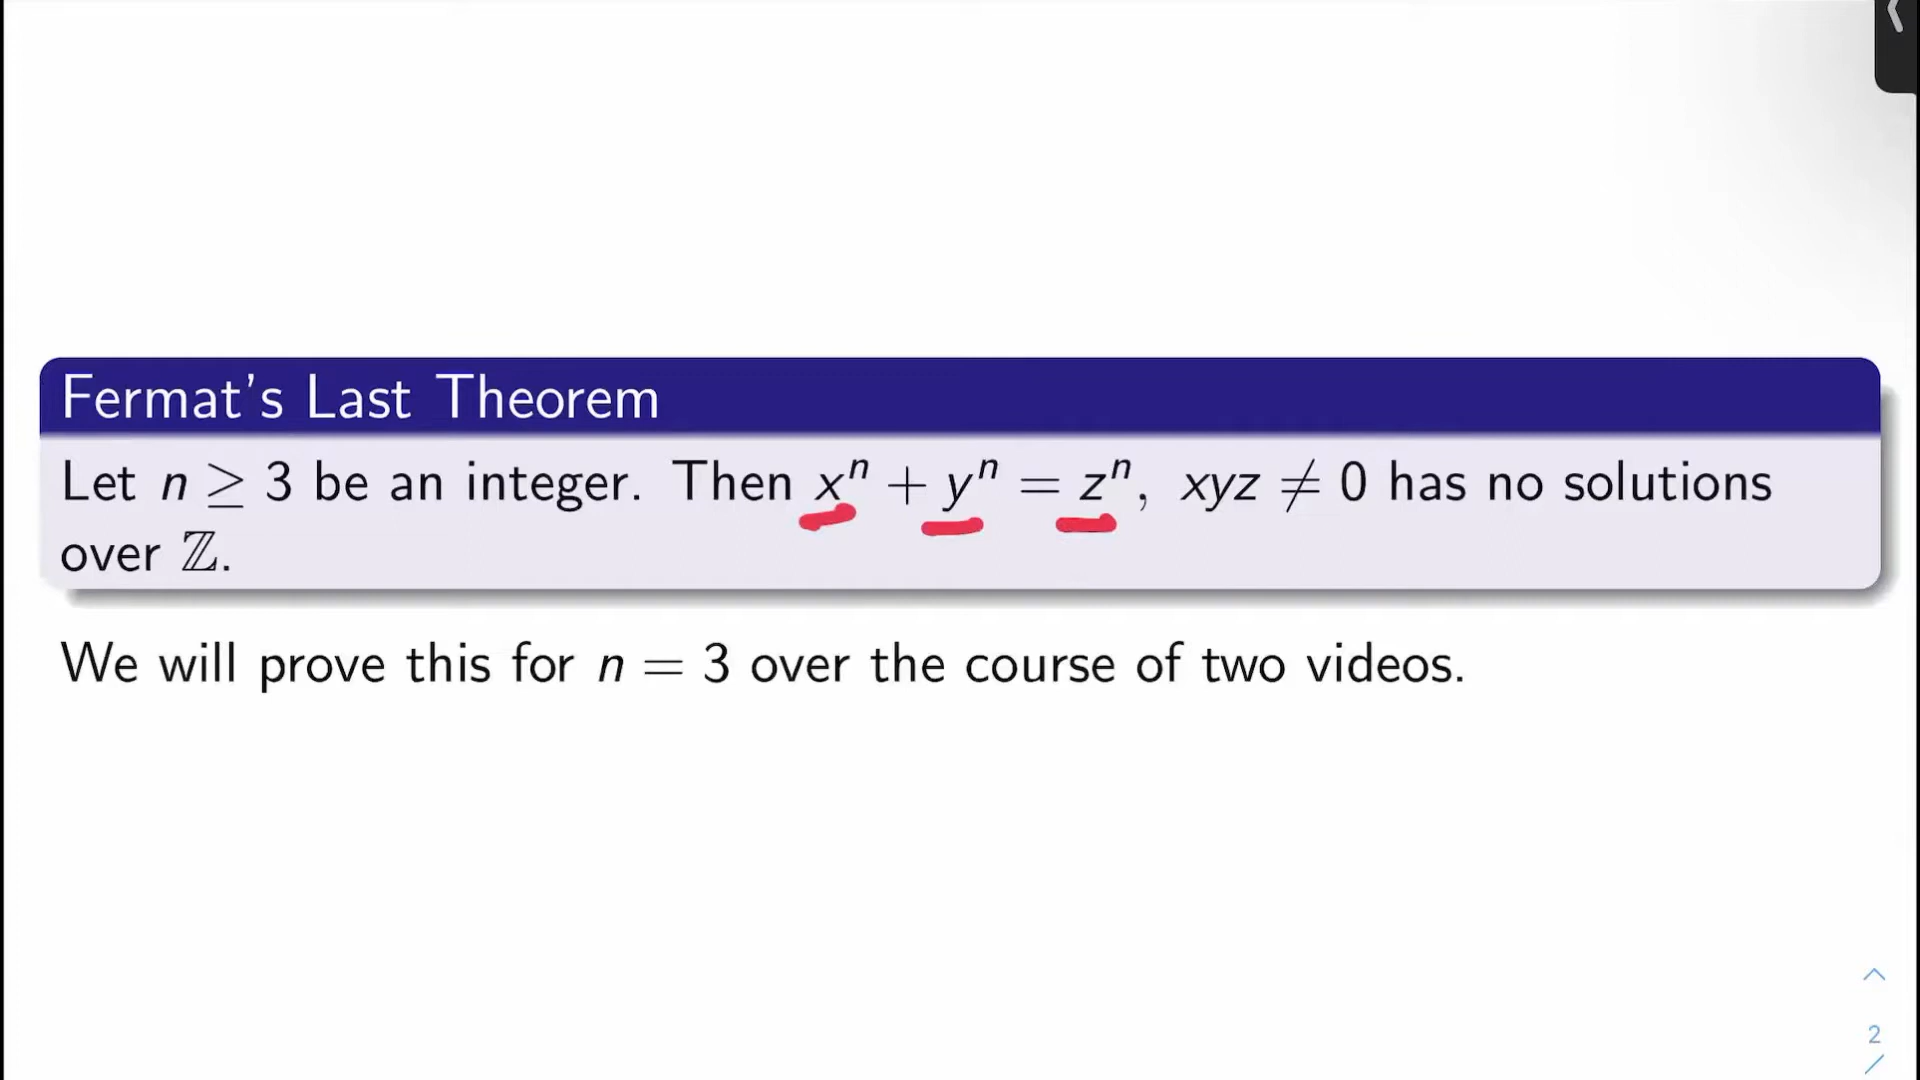 Fermat's Last Theorem
Let n ≥ 3 be an integer. Then xⁿ + yⁿ = zⁿ, xyz ≠ 0 has no solutions
over ℤ.
We will prove this for n = 3 over the course of two videos.
2
/